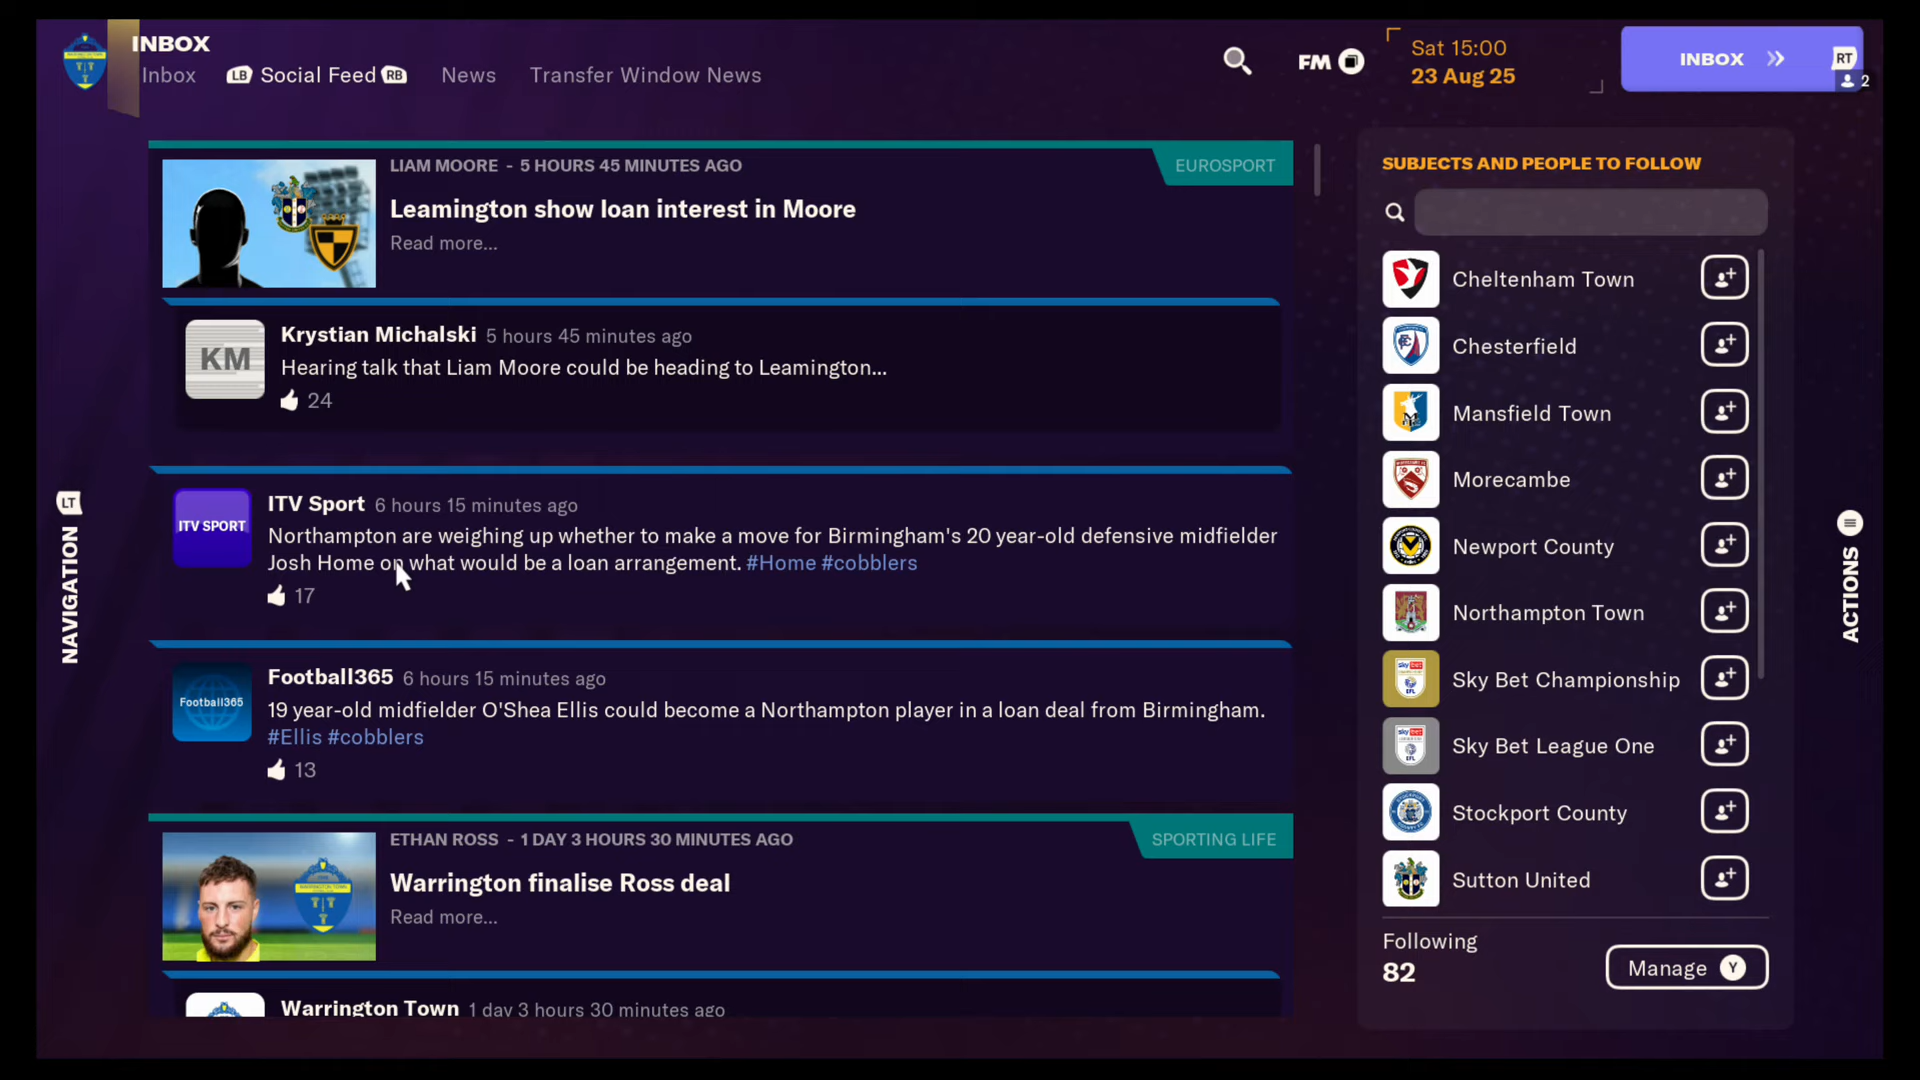 INBOX
Inbox LB Social Feed RB News Transfer Window News
FM
Sat 15:00
23 Aug 25
INBOX
RT
2
LIAM MOORE - 5 HOURS 45 MINUTES AGO
EUROSPORT
Leamington show loan interest in Moore
Read more...
KM
Krystian Michalski 5 hours 45 minutes ago
Hearing talk that Liam Moore could be heading to Leamington...
24
ITV SPORT
ITV Sport 6 hours 15 minutes ago
Northampton are weighing up whether to make a move for Birmingham's 20 year-old defensive midfielder
Josh Home on what would be a loan arrangement. #Home #cobblers
17
Football365
Football365 6 hours 15 minutes ago
19 year-old midfielder O'Shea Ellis could become a Northampton player in a loan deal from Birmingham.
#Ellis #cobblers
13
ETHAN ROSS - 1 DAY 3 HOURS 30 MINUTES AGO
SPORTING LIFE
Warrington finalise Ross deal
Read more...
Warrington Town 1 day 3 hours 30 minutes ago
LT
NAVIGATION
SUBJECTS AND PEOPLE TO FOLLOW
Cheltenham Town
Chesterfield
Mansfield Town
Morecambe
Newport County
Northampton Town
Sky Bet Championship
Sky Bet League One
Stockport County
Sutton United
Following
82
Manage Y
ACTIONS